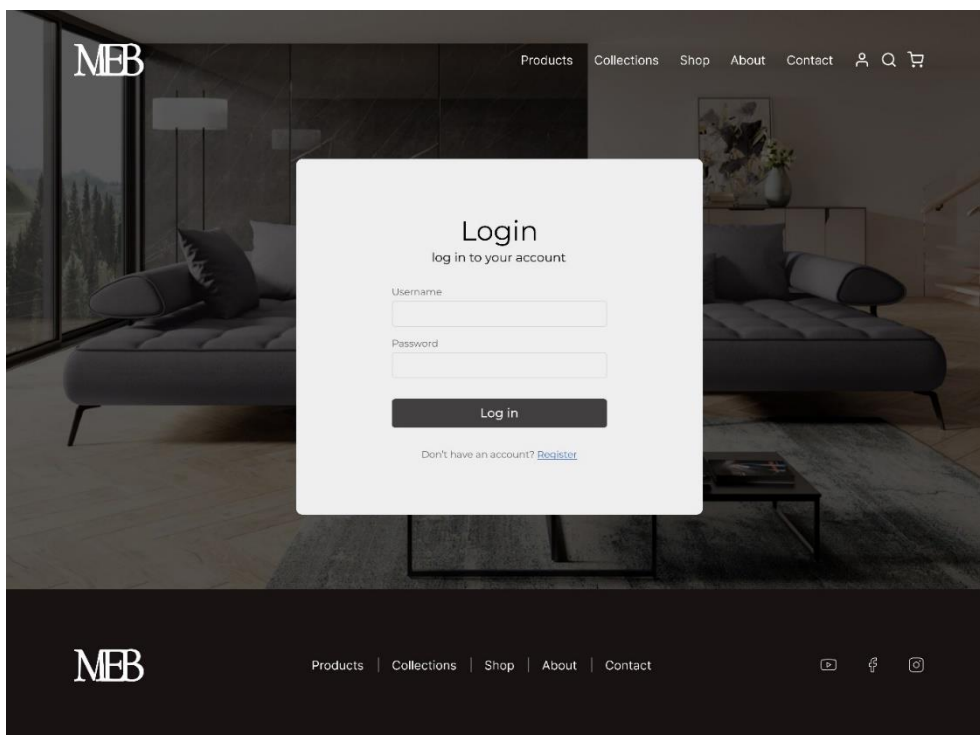 MEB
Products Collections Shop About Contact
Login
log in to your account
Username
Password
Log in
Don't have an account? Register
MEB
Products | Collections | Shop | About | Contact